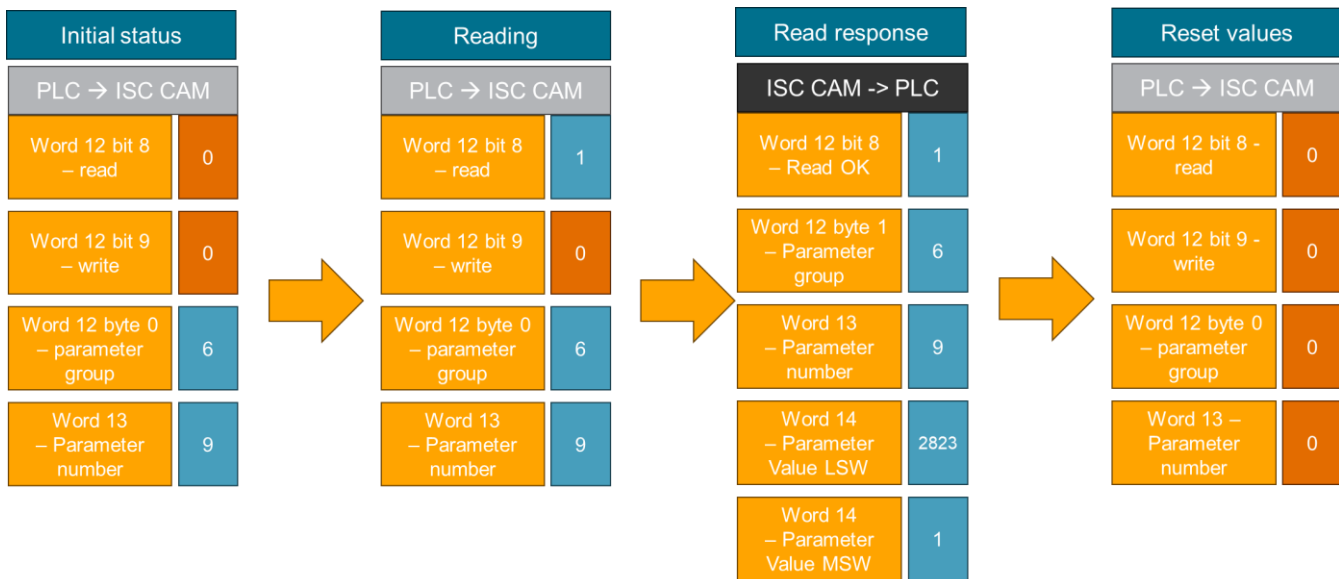 Initial status
PLC → ISC CAM
Word 12 bit 8
– read
0
Word 12 bit 9
– write
0
Word 12 byte 0
– parameter
group
6
Word 13
– Parameter
number
9
Reading
PLC → ISC CAM
Word 12 bit 8
– read
1
Word 12 bit 9
– write
0
Word 12 byte 0
– parameter
group
6
Word 13
– Parameter
number
9
Read response
ISC CAM -> PLC
Word 12 bit 8
– Read OK
1
Word 12 byte 1
– Parameter
group
6
Word 13
– Parameter
number
9
Word 14
– Parameter
Value LSW
2823
Word 14
– Parameter
Value MSW
1
Reset values
PLC → ISC CAM
Word 12 bit 8 -
read
0
Word 12 bit 9 -
write
0
Word 12 byte 0
– parameter
group
0
Word 13 –
Parameter
number
0